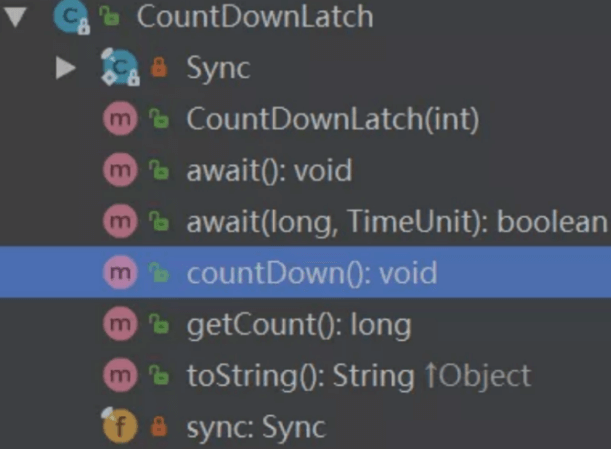 CountDownLatch
Sync
CountDownLatch(int)
await(): void
await(long, TimeUnit): boolean
countDown(): void
getCount(): long
toString(): String ↑Object
sync: Sync